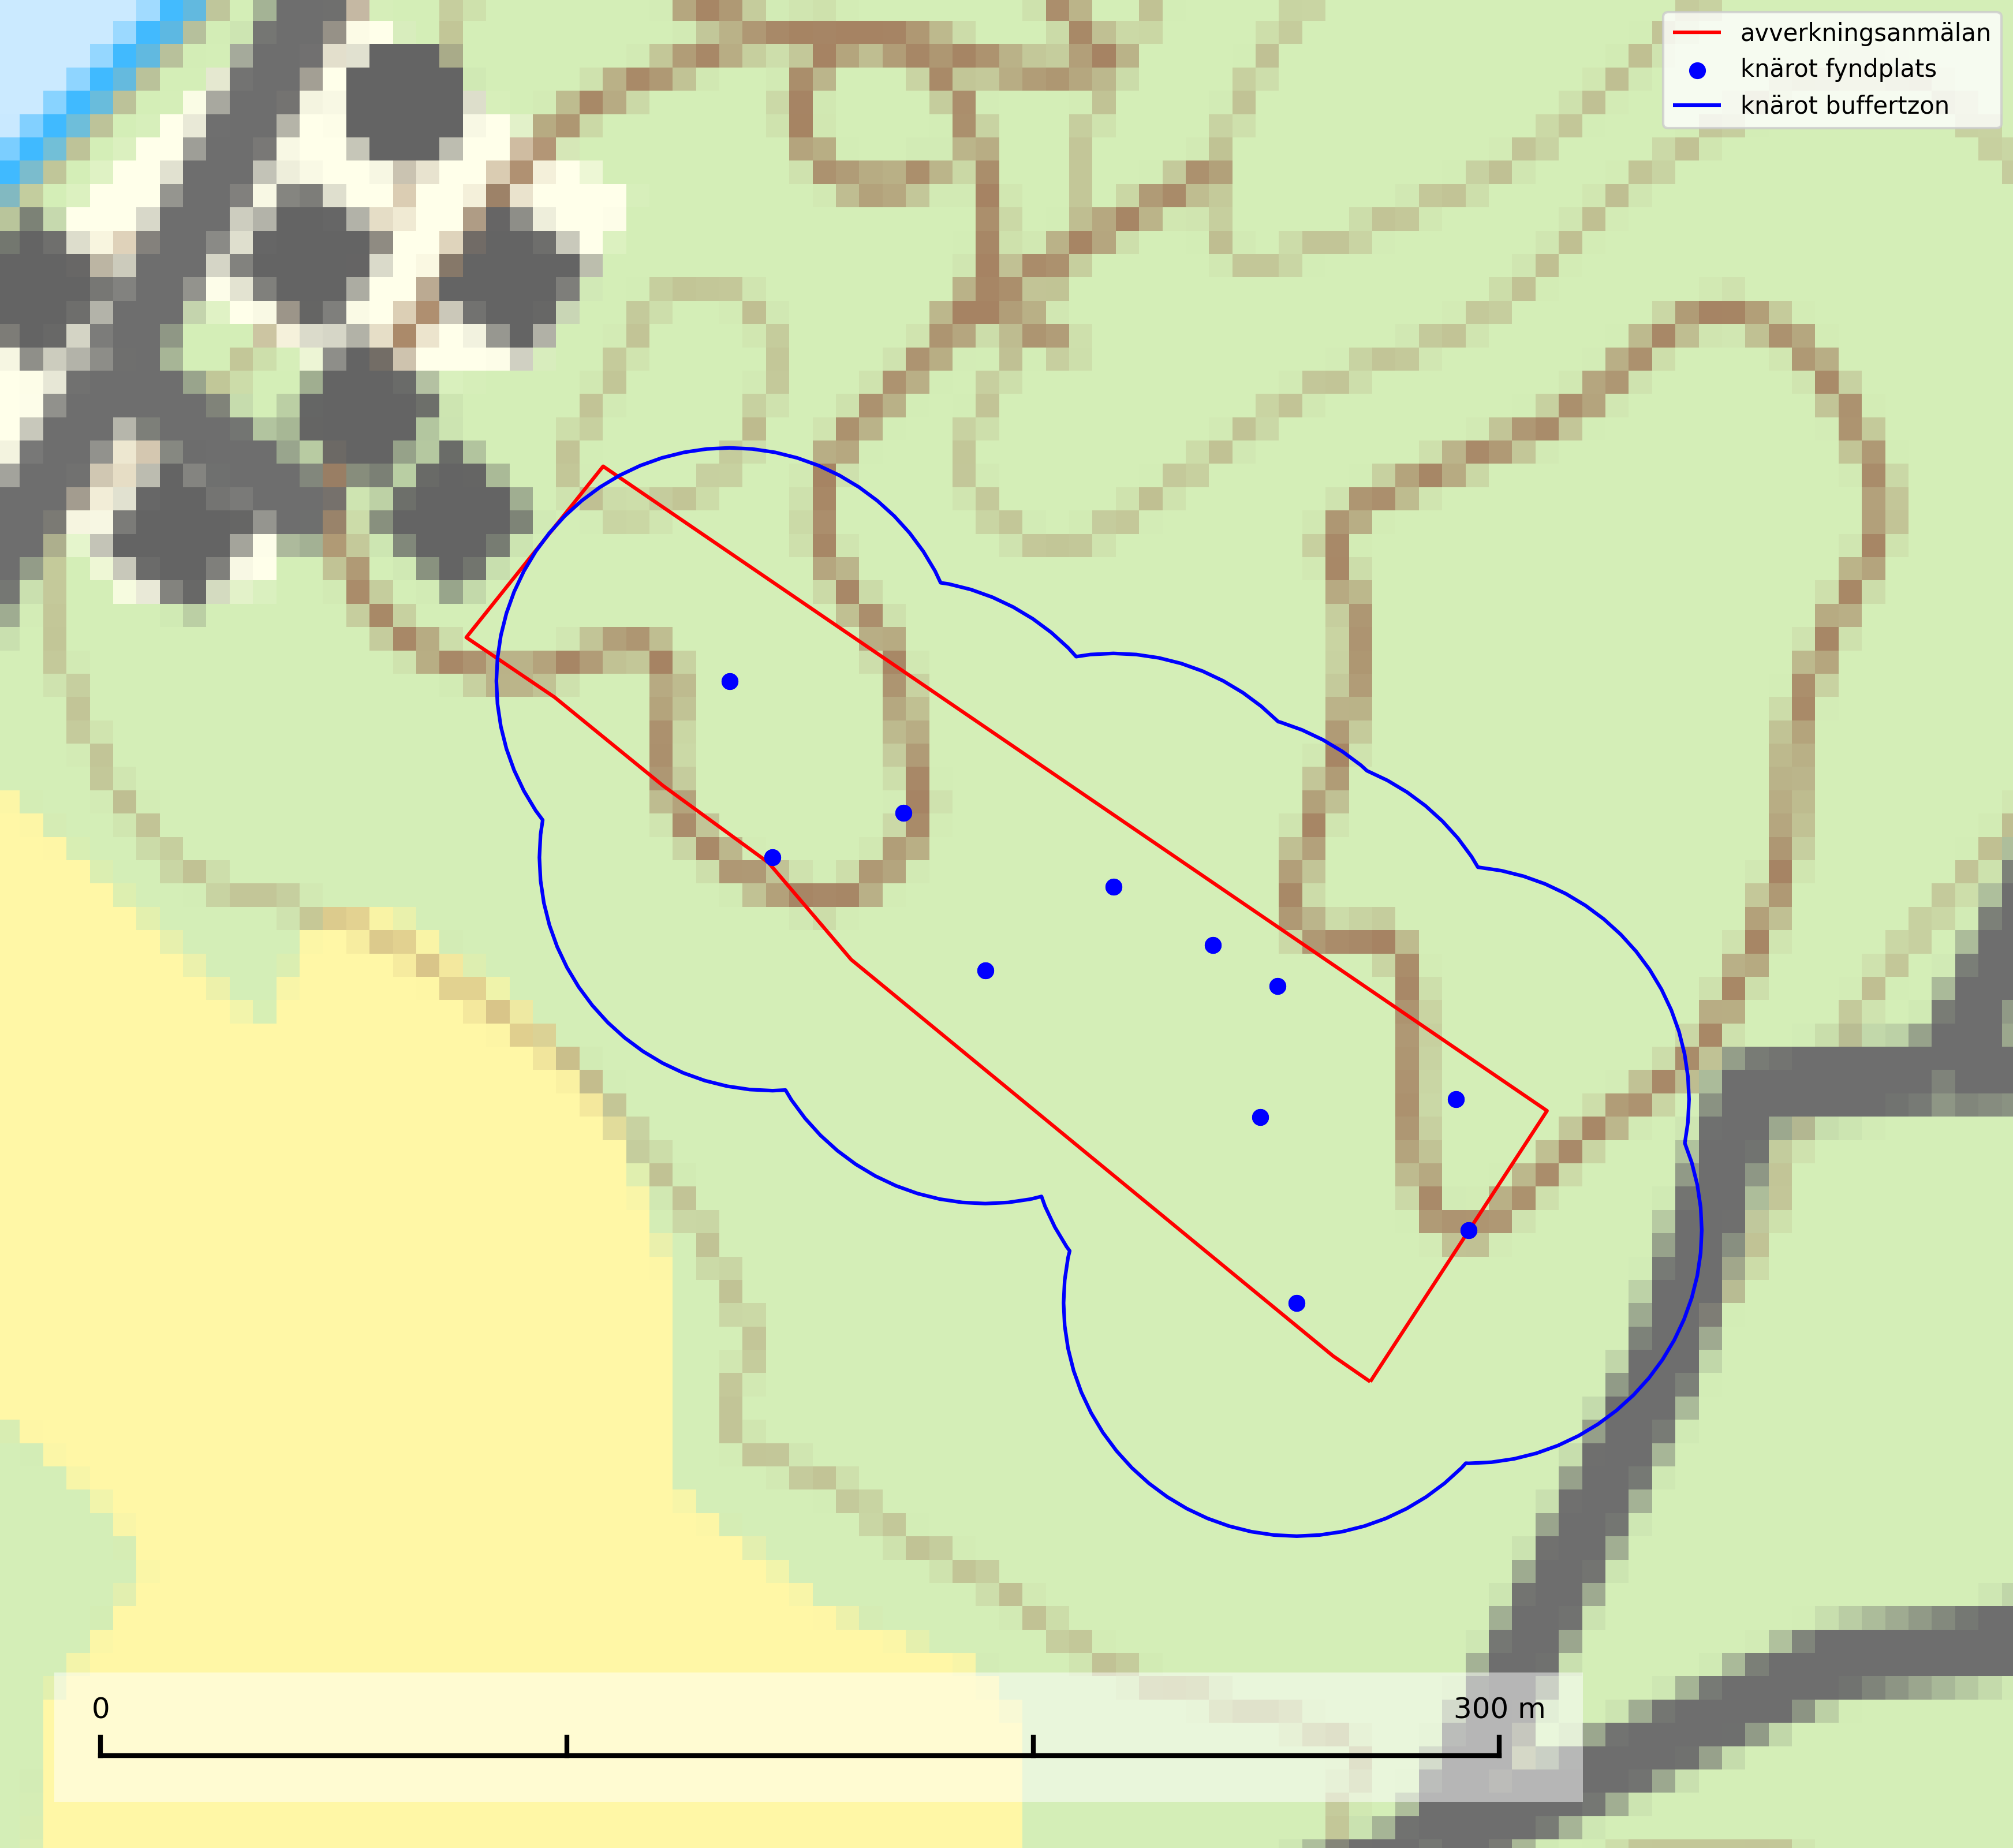 avverkningsanmälan
knärot fyndplats
knärot buffertzon
0 300 m